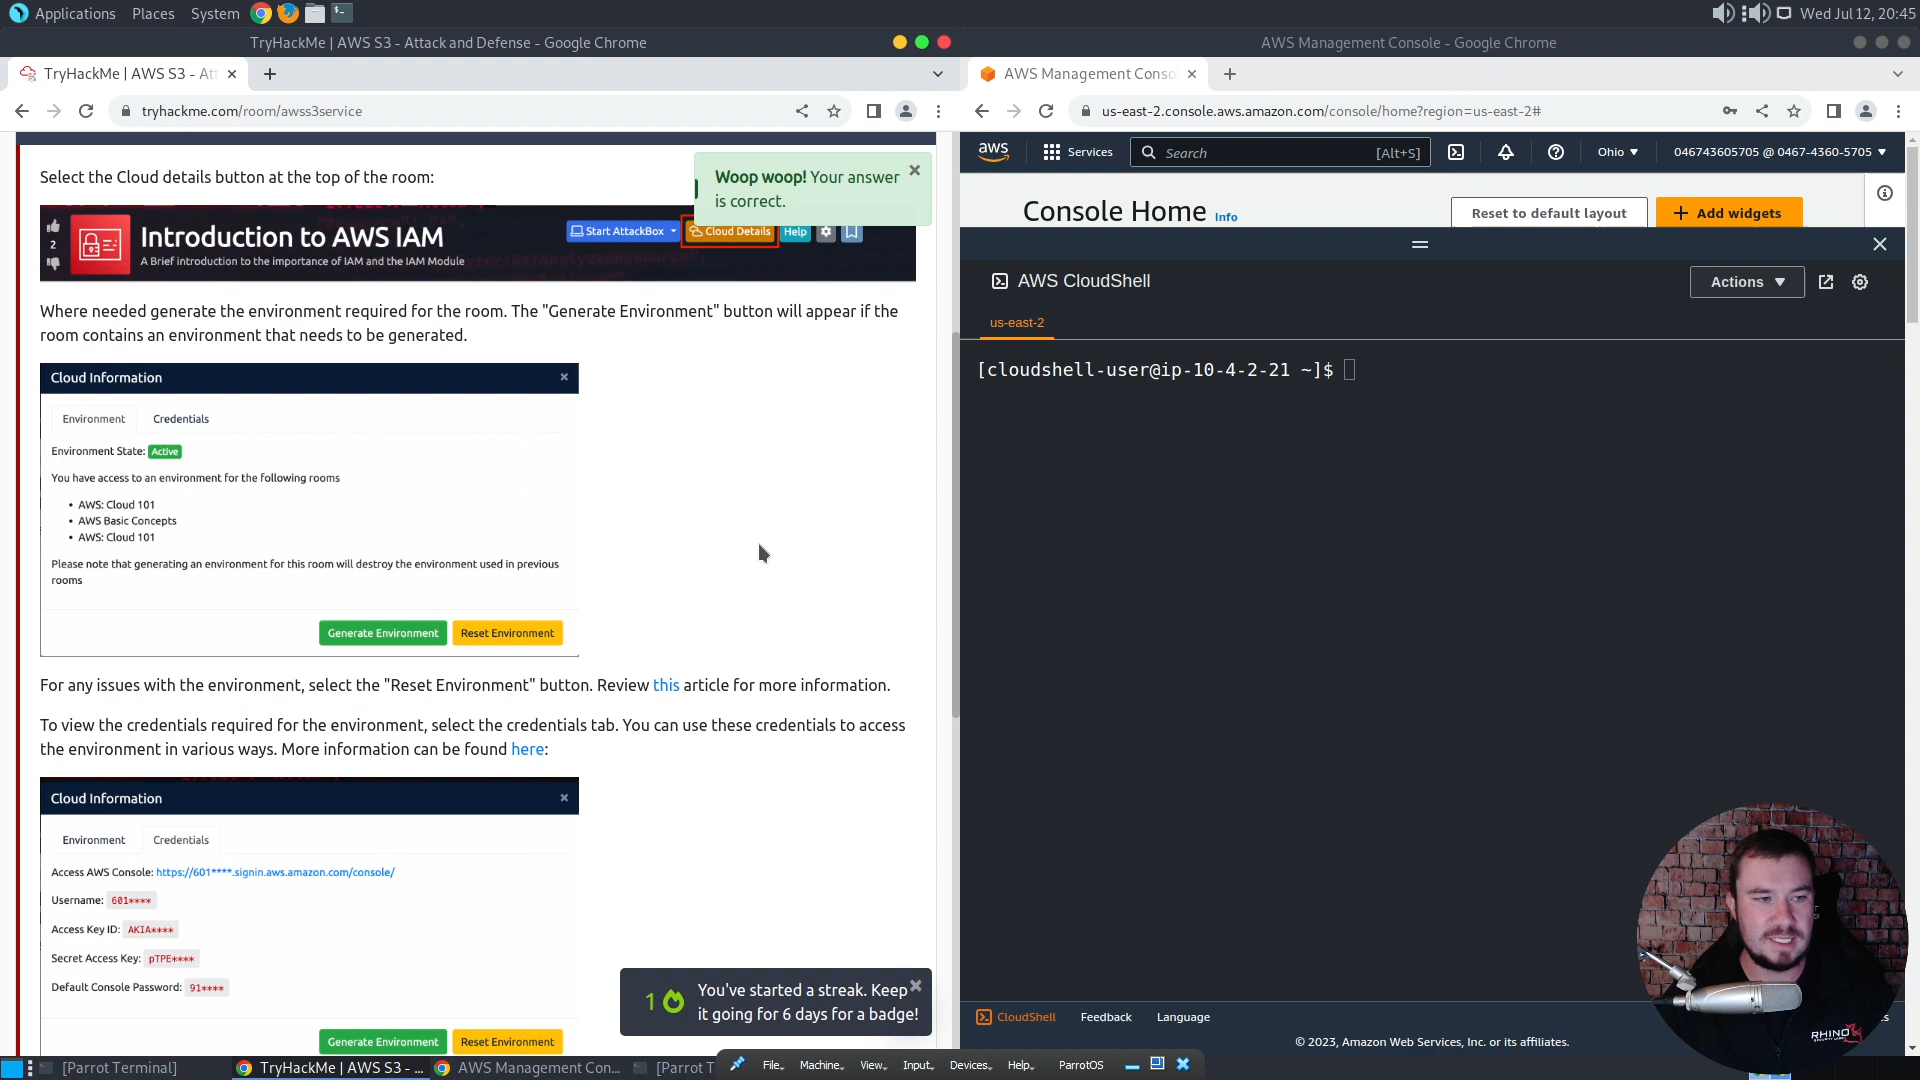 Applications Places System
Wed Jul 12, 20:45
TryHackMe | AWS S3 - Attack and Defense - Google Chrome
TryHackMe | AWS S3 - Att
tryhackme.com/room/awss3service
Select the Cloud details button at the top of the room:
Woop woop! Your answer
is correct.
2
Introduction to AWS IAM
A Brief introduction to the importance of IAM and the IAM Module
Start AttackBox
Cloud Details
Help
Where needed generate the environment required for the room. The "Generate Environment" button will appear if the
room contains an environment that needs to be generated.
Cloud Information
Environment Credentials
Environment State: Active
You have access to an environment for the following rooms
• AWS: Cloud 101
• AWS Basic Concepts
• AWS: Cloud 101
Please note that generating an environment for this room will destroy the environment used in previous
rooms
Generate Environment Reset Environment
For any issues with the environment, select the "Reset Environment" button. Review this article for more information.
To view the credentials required for the environment, select the credentials tab. You can use these credentials to access
the environment in various ways. More information can be found here:
Cloud Information
Environment Credentials
Access AWS Console: https://601****.signin.aws.amazon.com/console/
Username: 601****
Access Key ID: AKIA****
Secret Access Key: pTPE****
Default Console Password: 91****
Generate Environment Reset Environment
1 You've started a streak. Keep
it going for 6 days for a badge!
AWS Management Console - Google Chrome
AWS Management Conso
us-east-2.console.aws.amazon.com/console/home?region=us-east-2#
aws Services Search [Alt+S] Ohio 046743605705 @ 0467-4360-5705
Console Home Info
Reset to default layout
+ Add widgets
AWS CloudShell
Actions
us-east-2
[cloudshell-user@ip-10-4-2-21 ~]$
CloudShell Feedback Language
© 2023, Amazon Web Services, Inc. or its affiliates.
RHINO
[Parrot Terminal] TryHackMe | AWS S3 - ... AWS Management Con... [Parrot T
File Machine View Input Devices Help ParrotOS